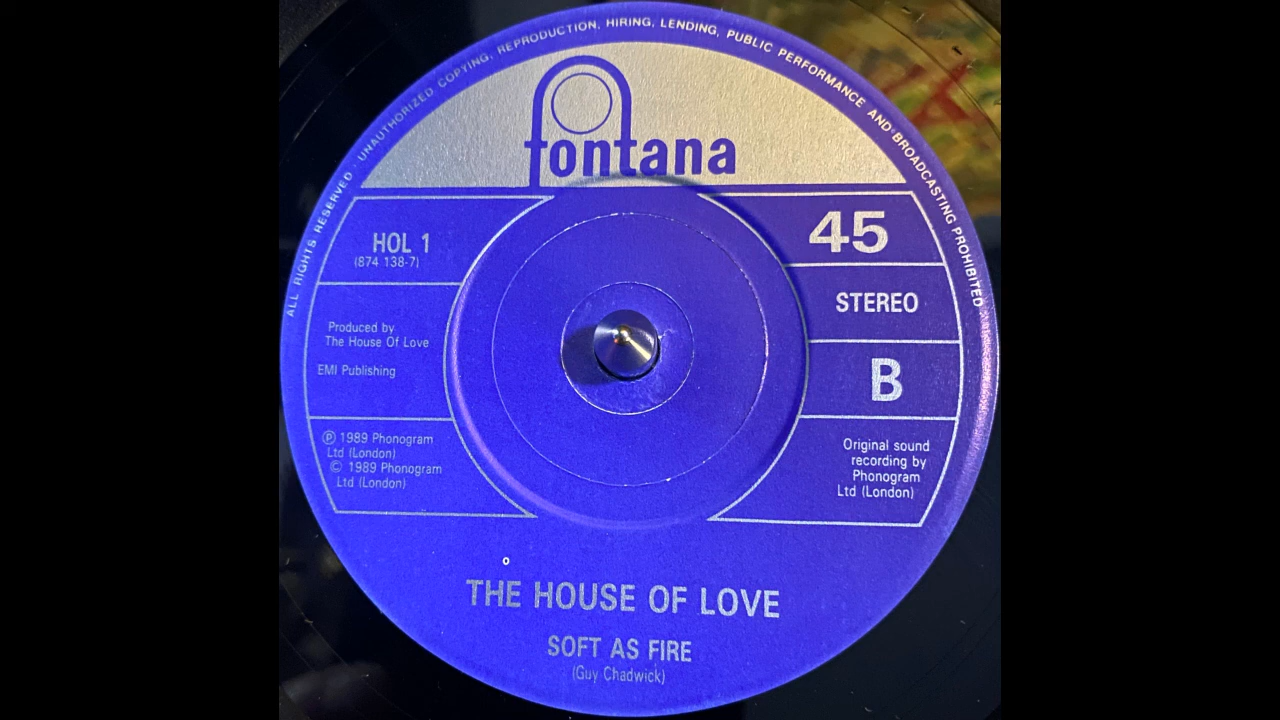 ALL RIGHTS RESERVED · UNAUTHORIZED COPYING, REPRODUCTION, HIRING, LENDING, PUBLIC PERFORMANCE AND BROADCASTING PROHIBITED
fontana
HOL 1
(874 138-7)
45
STEREO
Produced by
The House Of Love
EMI Publishing
B
Ⓟ 1989 Phonogram
Ltd (London)
© 1989 Phonogram
Ltd (London)
Original sound
recording by
Phonogram
Ltd (London)
THE HOUSE OF LOVE
SOFT AS FIRE
(Guy Chadwick)